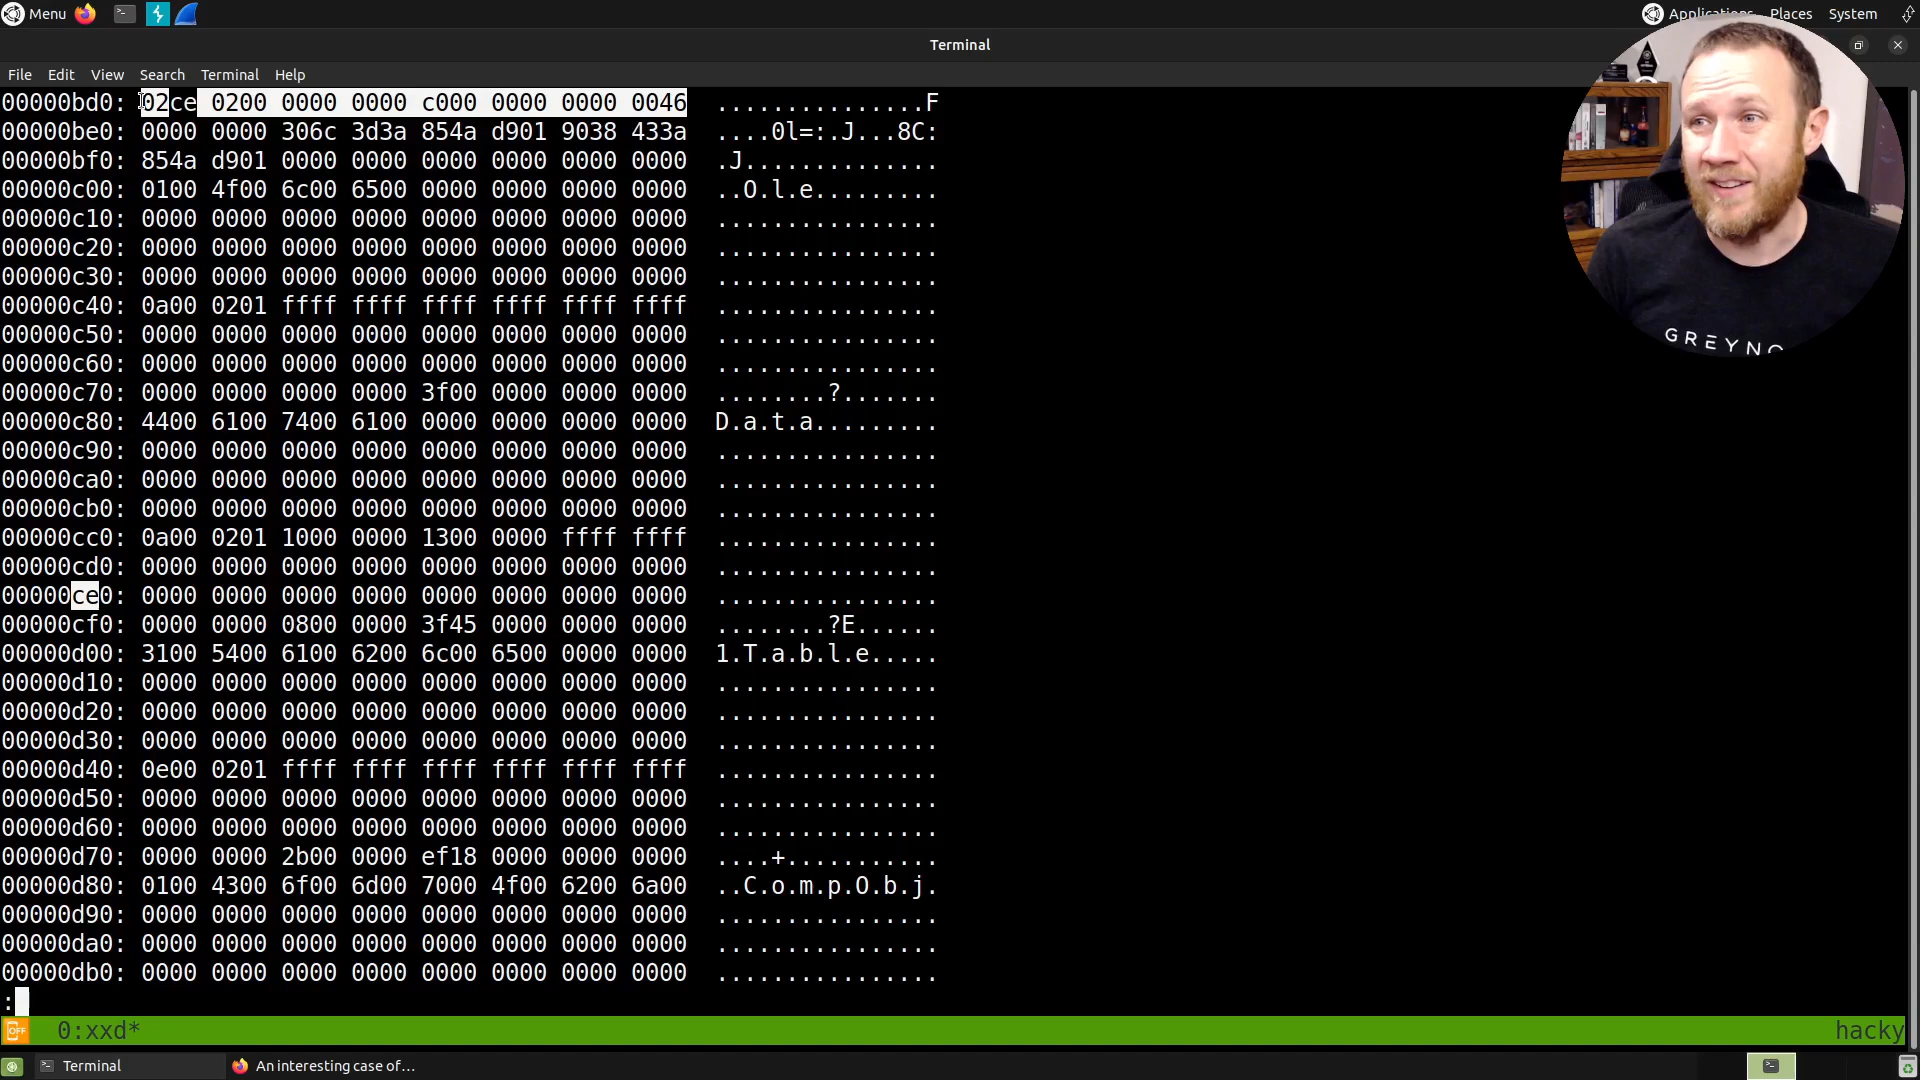 Menu
Applications Places System
Terminal
File Edit View Search Terminal Help
00000bd0: 02ce 0200 0000 0000 c000 0000 0000 0046 ...............F
00000be0: 0000 0000 306c 3d3a 854a d901 9038 433a ....0l=:.J...8C:
00000bf0: 854a d901 0000 0000 0000 0000 0000 0000 .J..............
00000c00: 0100 4f00 6c00 6500 0000 0000 0000 0000 ..O.l.e.........
00000c10: 0000 0000 0000 0000 0000 0000 0000 0000 ................
00000c20: 0000 0000 0000 0000 0000 0000 0000 0000 ................
00000c30: 0000 0000 0000 0000 0000 0000 0000 0000 ................
00000c40: 0a00 0201 ffff ffff ffff ffff ffff ffff ................
00000c50: 0000 0000 0000 0000 0000 0000 0000 0000 ................
00000c60: 0000 0000 0000 0000 0000 0000 0000 0000 ................
00000c70: 0000 0000 0000 0000 3f00 0000 0000 0000 ........?.......
00000c80: 4400 6100 7400 6100 0000 0000 0000 0000 D.a.t.a.........
00000c90: 0000 0000 0000 0000 0000 0000 0000 0000 ................
00000ca0: 0000 0000 0000 0000 0000 0000 0000 0000 ................
00000cb0: 0000 0000 0000 0000 0000 0000 0000 0000 ................
00000cc0: 0a00 0201 1000 0000 1300 0000 ffff ffff ................
00000cd0: 0000 0000 0000 0000 0000 0000 0000 0000 ................
00000ce0: 0000 0000 0000 0000 0000 0000 0000 0000 ................
00000cf0: 0000 0000 0800 0000 3f45 0000 0000 0000 ........?E......
00000d00: 3100 5400 6100 6200 6c00 6500 0000 0000 1.T.a.b.l.e.....
00000d10: 0000 0000 0000 0000 0000 0000 0000 0000 ................
00000d20: 0000 0000 0000 0000 0000 0000 0000 0000 ................
00000d30: 0000 0000 0000 0000 0000 0000 0000 0000 ................
00000d40: 0e00 0201 ffff ffff ffff ffff ffff ffff ................
00000d50: 0000 0000 0000 0000 0000 0000 0000 0000 ................
00000d60: 0000 0000 0000 0000 0000 0000 0000 0000 ................
00000d70: 0000 0000 2b00 0000 ef18 0000 0000 0000 ....+...........
00000d80: 0100 4300 6f00 6d00 7000 4f00 6200 6a00 ..C.o.m.p.O.b.j.
00000d90: 0000 0000 0000 0000 0000 0000 0000 0000 ................
00000da0: 0000 0000 0000 0000 0000 0000 0000 0000 ................
00000db0: 0000 0000 0000 0000 0000 0000 0000 0000 ................
:
OFF 0:xxd* hacky
Terminal An interesting case of…
GREYNO